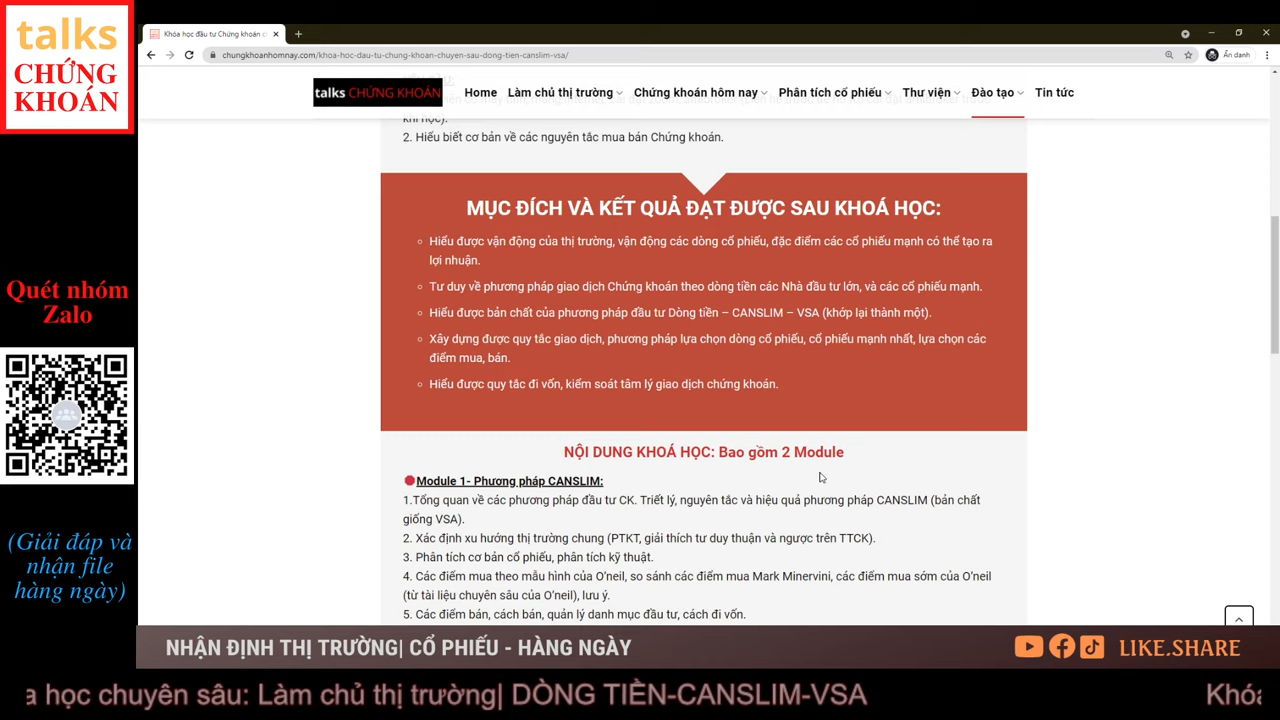 talks
CHỨNG
KHOÁN
Quét nhóm
Zalo
(Giải đáp và
nhận file
hàng ngày)
Khóa học đầu tư Chứng khoán c
chungkhoanhomnay.com/khoa-hoc-dau-tu-chung-khoan-chuyen-sau-dong-tien-canslim-vsa/
Ẩn danh
talks CHỨNG KHOÁN
Home
Làm chủ thị trường
Chứng khoán hôm nay
Phân tích cổ phiếu
Thư viện
Đào tạo
Tin tức
khi học).
2. Hiểu biết cơ bản về các nguyên tắc mua bán Chứng khoán.
MỤC ĐÍCH VÀ KẾT QUẢ ĐẠT ĐƯỢC SAU KHOÁ HỌC:
Hiểu được vận động của thị trường, vận động các dòng cổ phiếu, đặc điểm các cổ phiếu mạnh có thể tạo ra
lợi nhuận.
Tư duy về phương pháp giao dịch Chứng khoán theo dòng tiền các Nhà đầu tư lớn, và các cổ phiếu mạnh.
Hiểu được bản chất của phương pháp đầu tư Dòng tiền – CANSLIM – VSA (khớp lại thành một).
Xây dựng được quy tắc giao dịch, phương pháp lựa chọn dòng cổ phiếu, cổ phiếu mạnh nhất, lựa chọn các
điểm mua, bán.
Hiểu được quy tắc đi vốn, kiểm soát tâm lý giao dịch chứng khoán.
NỘI DUNG KHOÁ HỌC: Bao gồm 2 Module
Module 1- Phương pháp CANSLIM:
1.Tổng quan về các phương pháp đầu tư CK. Triết lý, nguyên tắc và hiệu quả phương pháp CANSLIM (bản chất
giống VSA).
2. Xác định xu hướng thị trường chung (PTKT, giải thích tư duy thuận và ngược trên TTCK).
3. Phân tích cơ bản cổ phiếu, phân tích kỹ thuật.
4. Các điểm mua theo mẫu hình của O'neil, so sánh các điểm mua Mark Minervini, các điểm mua sớm của O'neil
(từ tài liệu chuyên sâu của O'neil), lưu ý.
5. Các điểm bán, cách bán, quản lý danh mục đầu tư, cách đi vốn.
NHẬN ĐỊNH THỊ TRƯỜNG| CỔ PHIẾU - HÀNG NGÀY
LIKE.SHARE
a học chuyên sâu: Làm chủ thị trường| DÒNG TIỀN-CANSLIM-VSA
Khóa